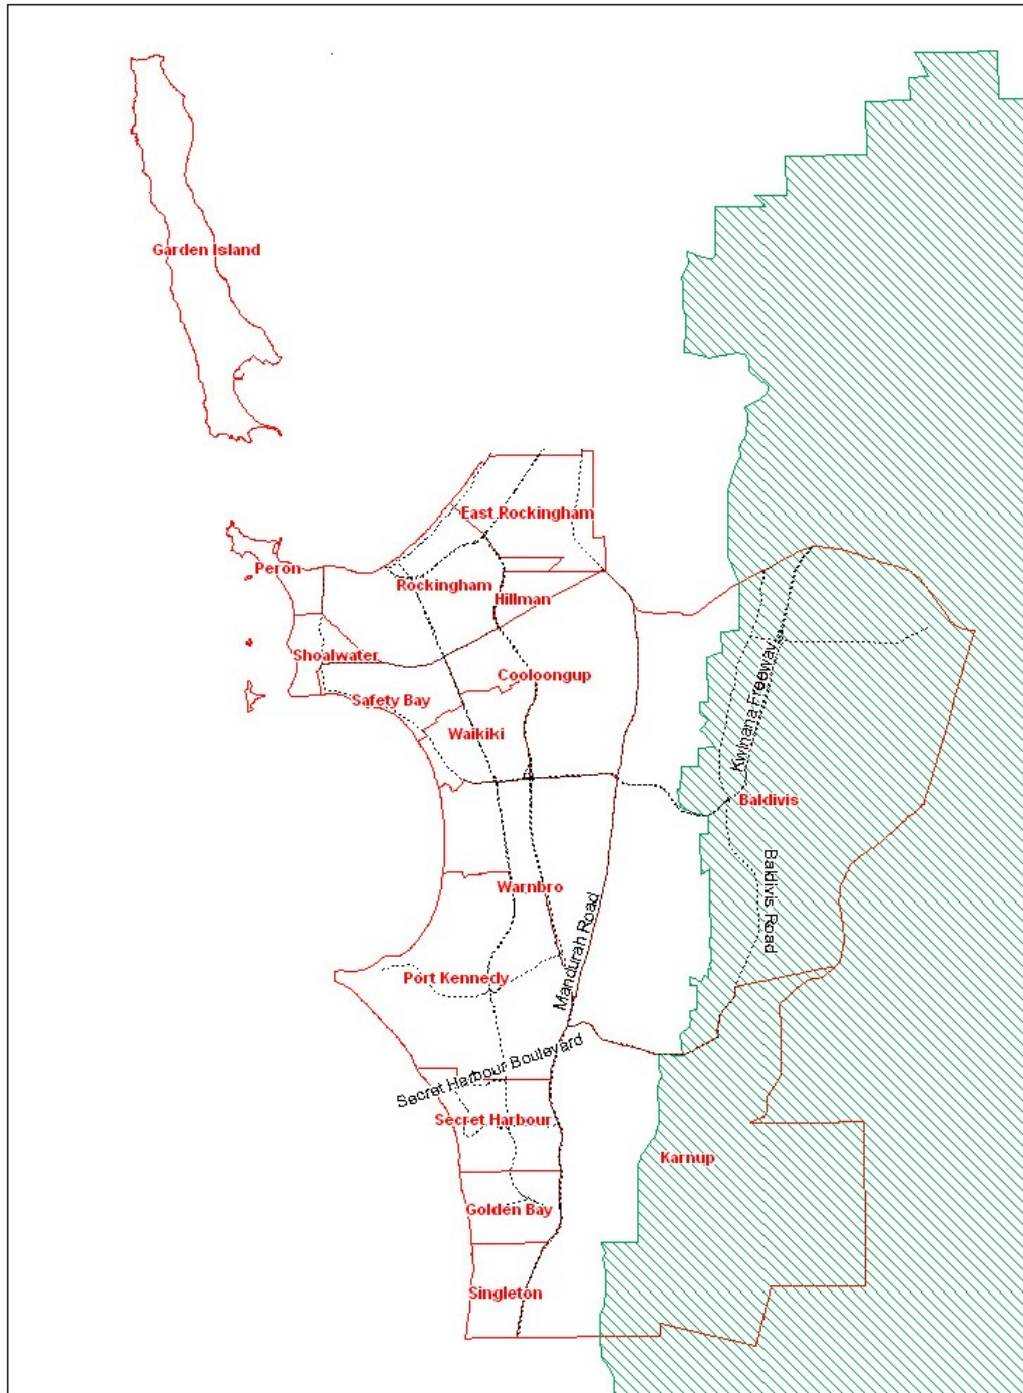 Garden Island
East Rockingham
Peron
Rockingham
Hillman
Shoalwater
Cooloongup
Safety Bay
Waikiki
Kwinana Freeway
Baldivis
Baldivis Road
Warnbro
Mandurah Road
Port Kennedy
Secret Harbour Boulevard
Secret Harbour
Karnup
Golden Bay
Singleton